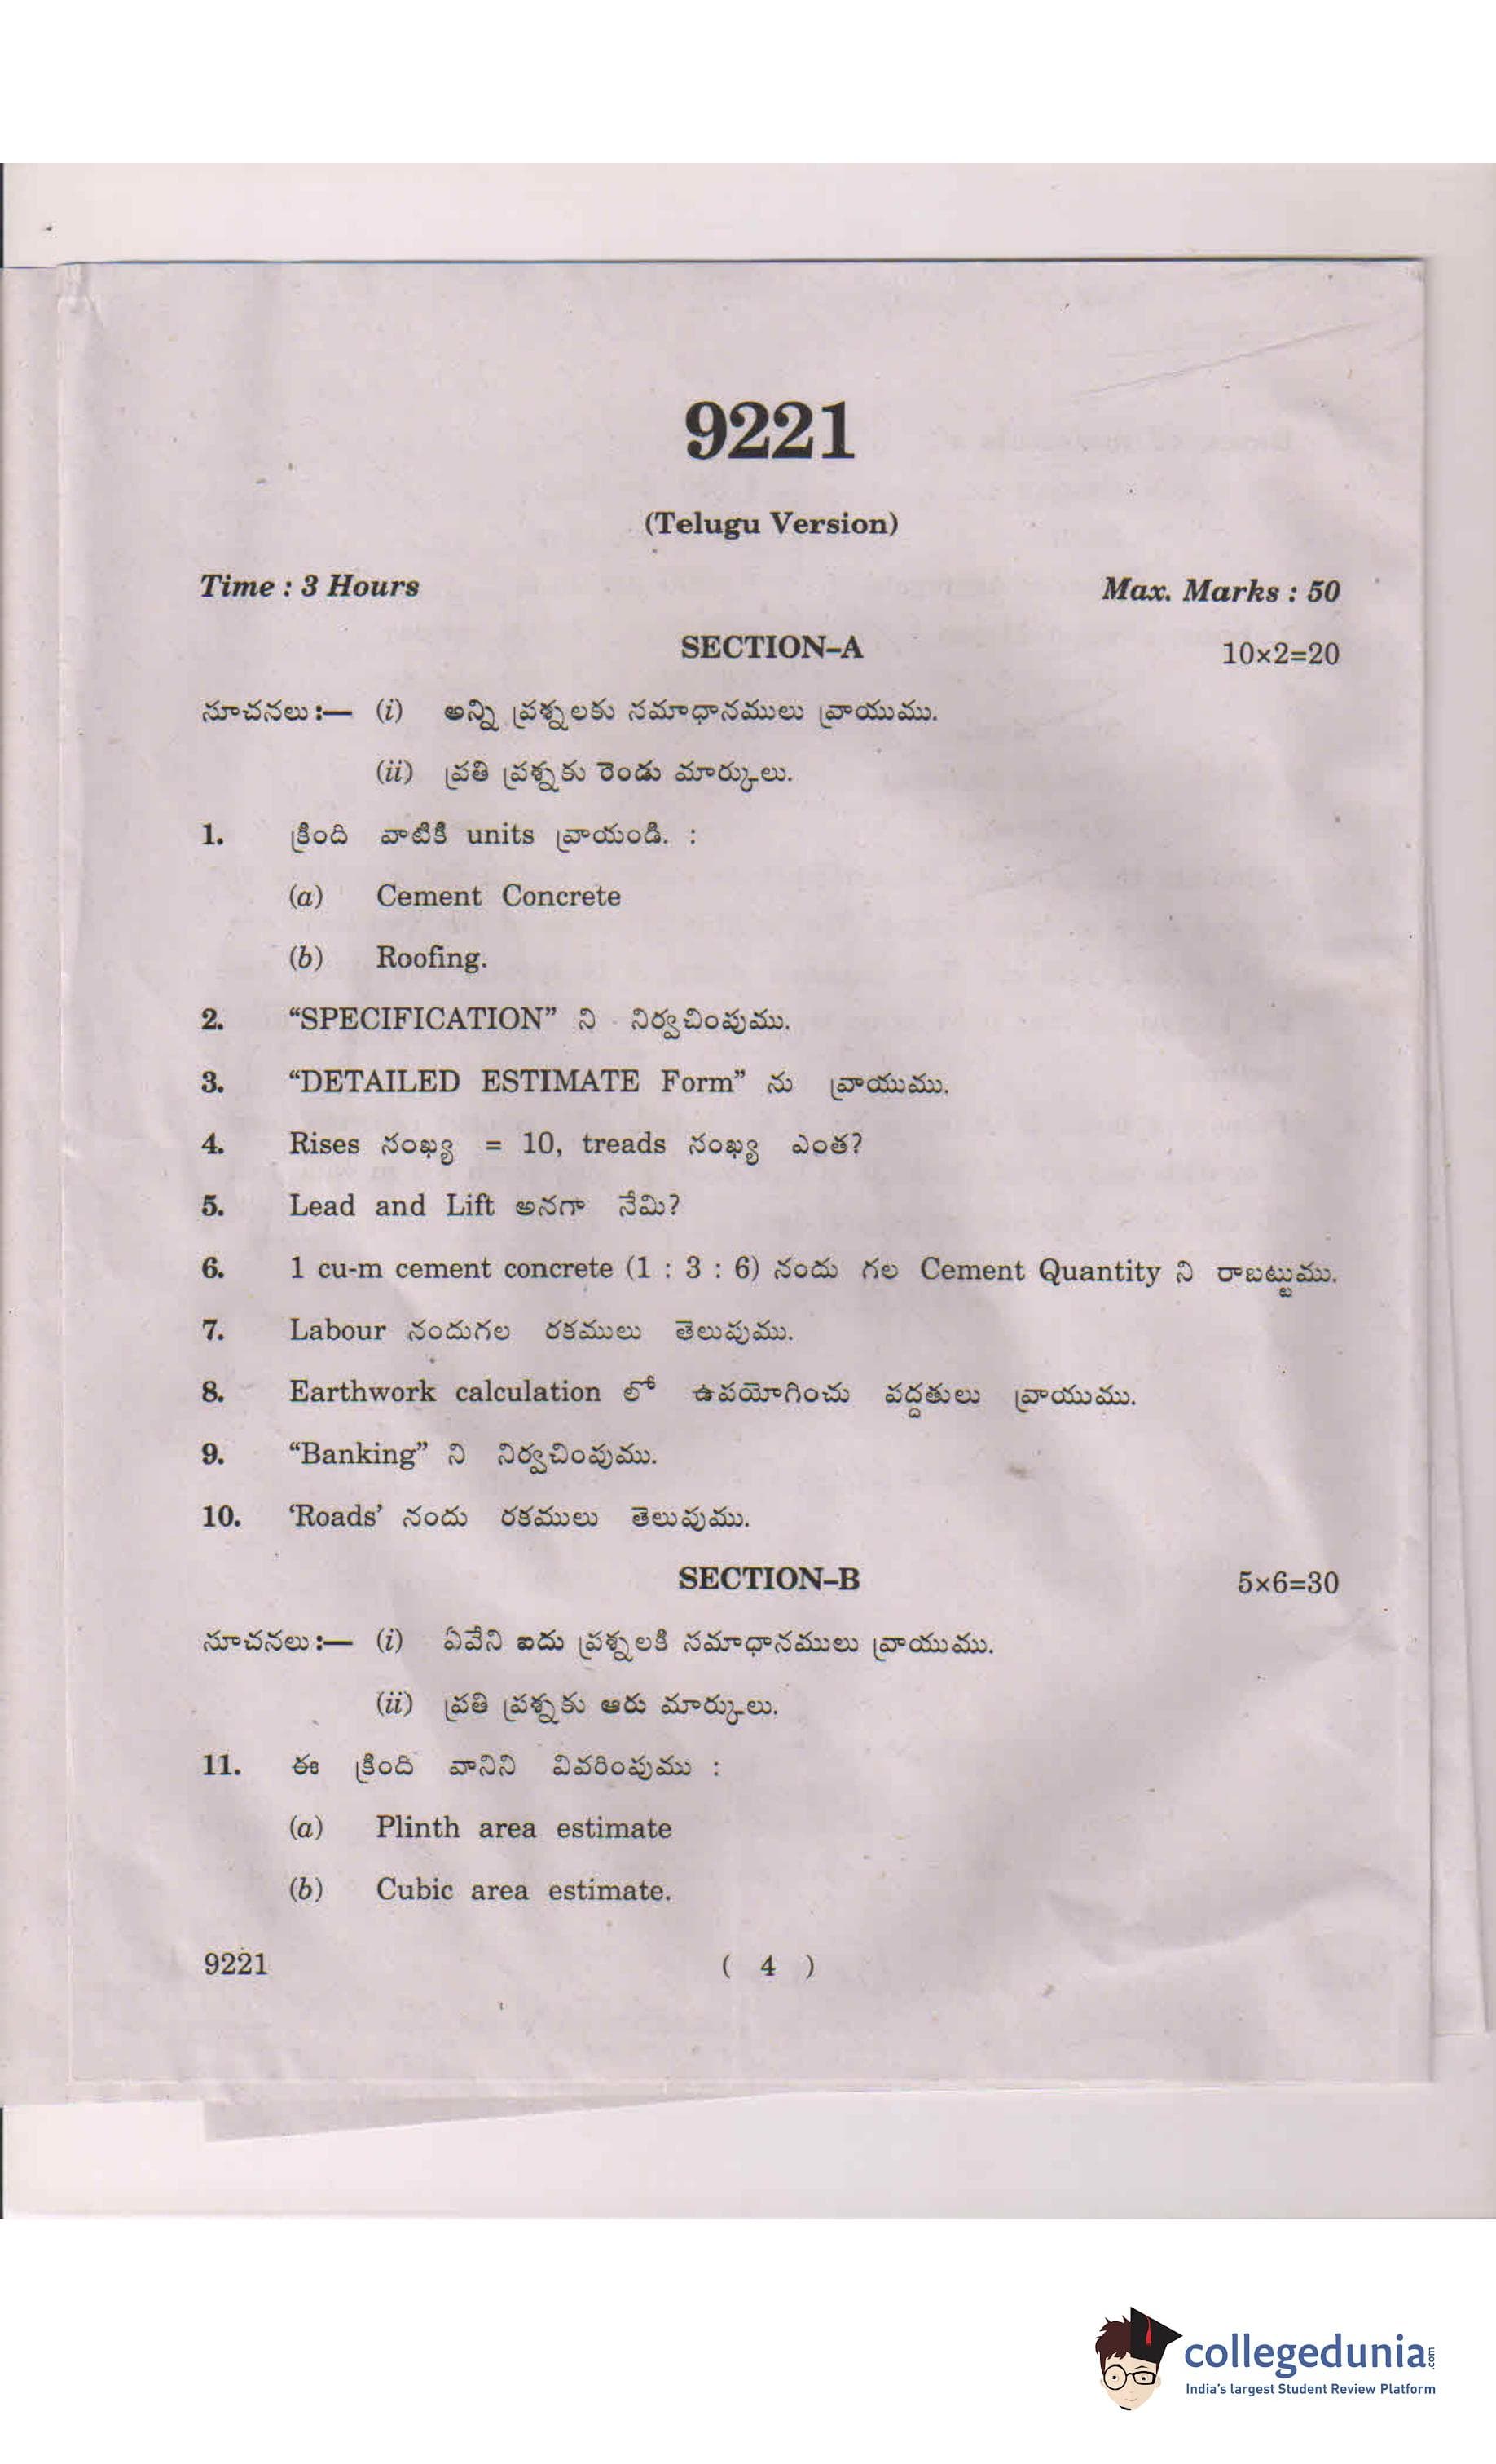 9221
(Telugu Version)
Time : 3 Hours Max. Marks : 50
SECTION–A 10×2=20
సూచనలు :— (i) అన్ని ప్రశ్నలకు సమాధానములు వ్రాయుము.
(ii) ప్రతి ప్రశ్నకు రెండు మార్కులు.
1. క్రింది వాటికి units వ్రాయండి. :
(a) Cement Concrete
(b) Roofing.
2. “SPECIFICATION” ని నిర్వచింపుము.
3. “DETAILED ESTIMATE Form” ను వ్రాయుము.
4. Rises సంఖ్య = 10, treads సంఖ్య ఎంత?
5. Lead and Lift అనగా నేమి?
6. 1 cu-m cement concrete (1 : 3 : 6) నందు గల Cement Quantity ని రాబట్టుము.
7. Labour నందుగల రకములు తెలుపుము.
8. Earthwork calculation లో ఉపయోగించు పద్దతులు వ్రాయుము.
9. “Banking” ని నిర్వచింపుము.
10. ‘Roads’ నందు రకములు తెలుపుము.
SECTION–B 5×6=30
సూచనలు :— (i) ఏవేని ఐదు ప్రశ్నలకి సమాధానములు వ్రాయుము.
(ii) ప్రతి ప్రశ్నకు ఆరు మార్కులు.
11. ఈ క్రింది వానిని వివరింపుము :
(a) Plinth area estimate
(b) Cubic area estimate.
9221 ( 4 )
collegedunia.com
India's largest Student Review Platform